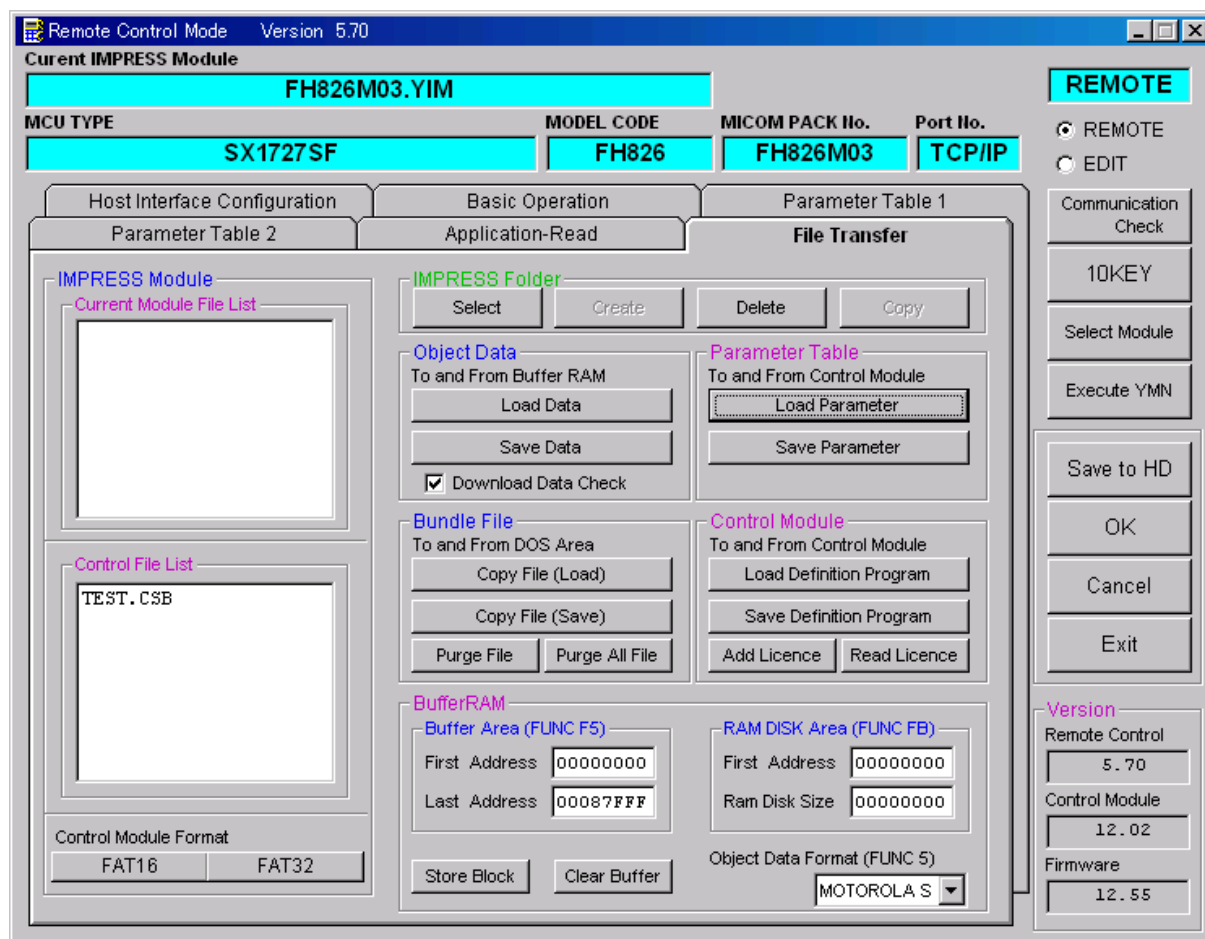 Remote Control Mode Version 5.70
Curent IMPRESS Module
FH826M03.YIM
REMOTE
MCU TYPE MODEL CODE MICOM PACK No. Port No.
SX1727SF FH826 FH826M03 TCP/IP
REMOTE
EDIT
Host Interface Configuration Basic Operation Parameter Table 1
Parameter Table 2 Application-Read File Transfer
Communication
Check
10KEY
Select Module
Execute YMN
IMPRESS Module
Current Module File List
IMPRESS Folder
Select Create Delete Copy
Object Data
To and From Buffer RAM
Load Data
Save Data
Download Data Check
Parameter Table
To and From Control Module
Load Parameter
Save Parameter
Save to HD
OK
Cancel
Exit
Control File List
TEST.CSB
Bundle File
To and From DOS Area
Copy File (Load)
Copy File (Save)
Purge File Purge All File
Control Module
To and From Control Module
Load Definition Program
Save Definition Program
Add Licence Read Licence
BufferRAM
Buffer Area (FUNC F5)
First Address 00000000
Last Address 00087FFF
RAM DISK Area (FUNC FB)
First Address 00000000
Ram Disk Size 00000000
Control Module Format
FAT16 FAT32
Store Block Clear Buffer
Object Data Format (FUNC 5)
MOTOROLA S
Version
Remote Control
5.70
Control Module
12.02
Firmware
12.55